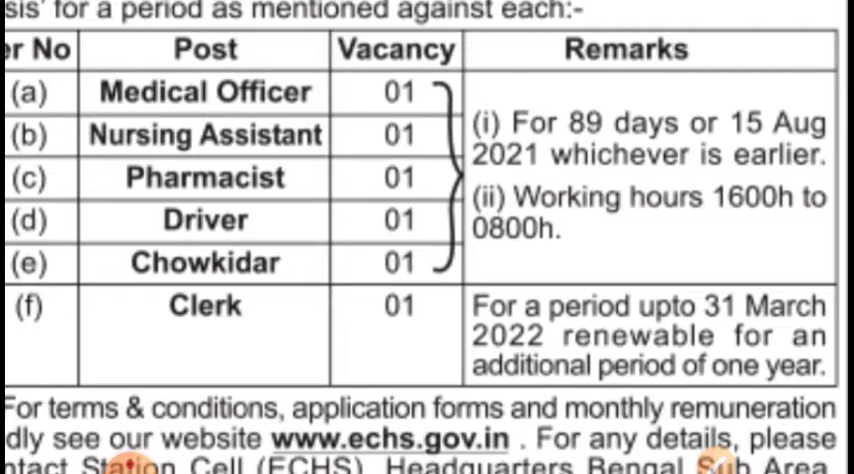 sis' for a period as mentioned against each:-
er No Post Vacancy Remarks
(a) Medical Officer 01
(b) Nursing Assistant 01
(c) Pharmacist 01
(d) Driver 01
(e) Chowkidar 01
(i) For 89 days or 15 Aug
2021 whichever is earlier.
(ii) Working hours 1600h to
0800h.
(f) Clerk 01 For a period upto 31 March
2022 renewable for an
additional period of one year.
For terms & conditions, application forms and monthly remuneration
dly see our website www.echs.gov.in . For any details, please
ntact Station Cell (ECHS), Headquarters Bengal Sub Area